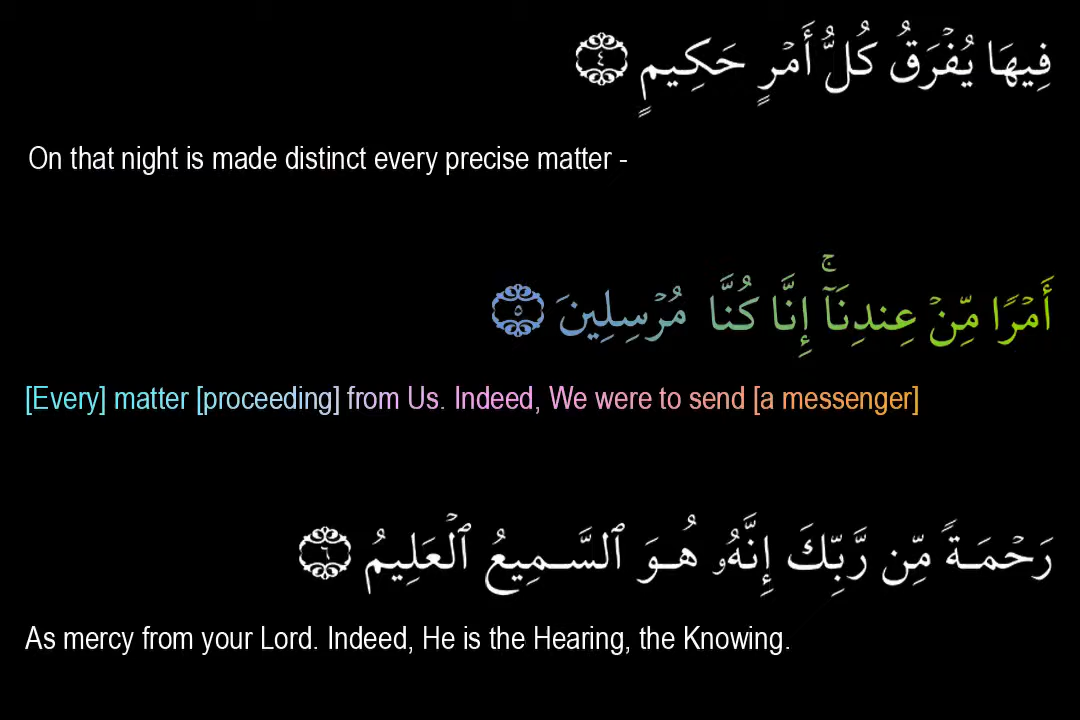 فِيهَا يُفْرَقُ كُلُّ أَمْرٍ حَكِيمٍ ٤
On that night is made distinct every precise matter -
أَمْرًا مِّنْ عِندِنَآ ۚ إِنَّا كُنَّا مُرْسِلِينَ ٥
[Every] matter [proceeding] from Us. Indeed, We were to send [a messenger]
رَحْمَةً مِّن رَّبِّكَ إِنَّهُۥ هُوَ ٱلسَّمِيعُ ٱلْعَلِيمُ ٦
As mercy from your Lord. Indeed, He is the Hearing, the Knowing.